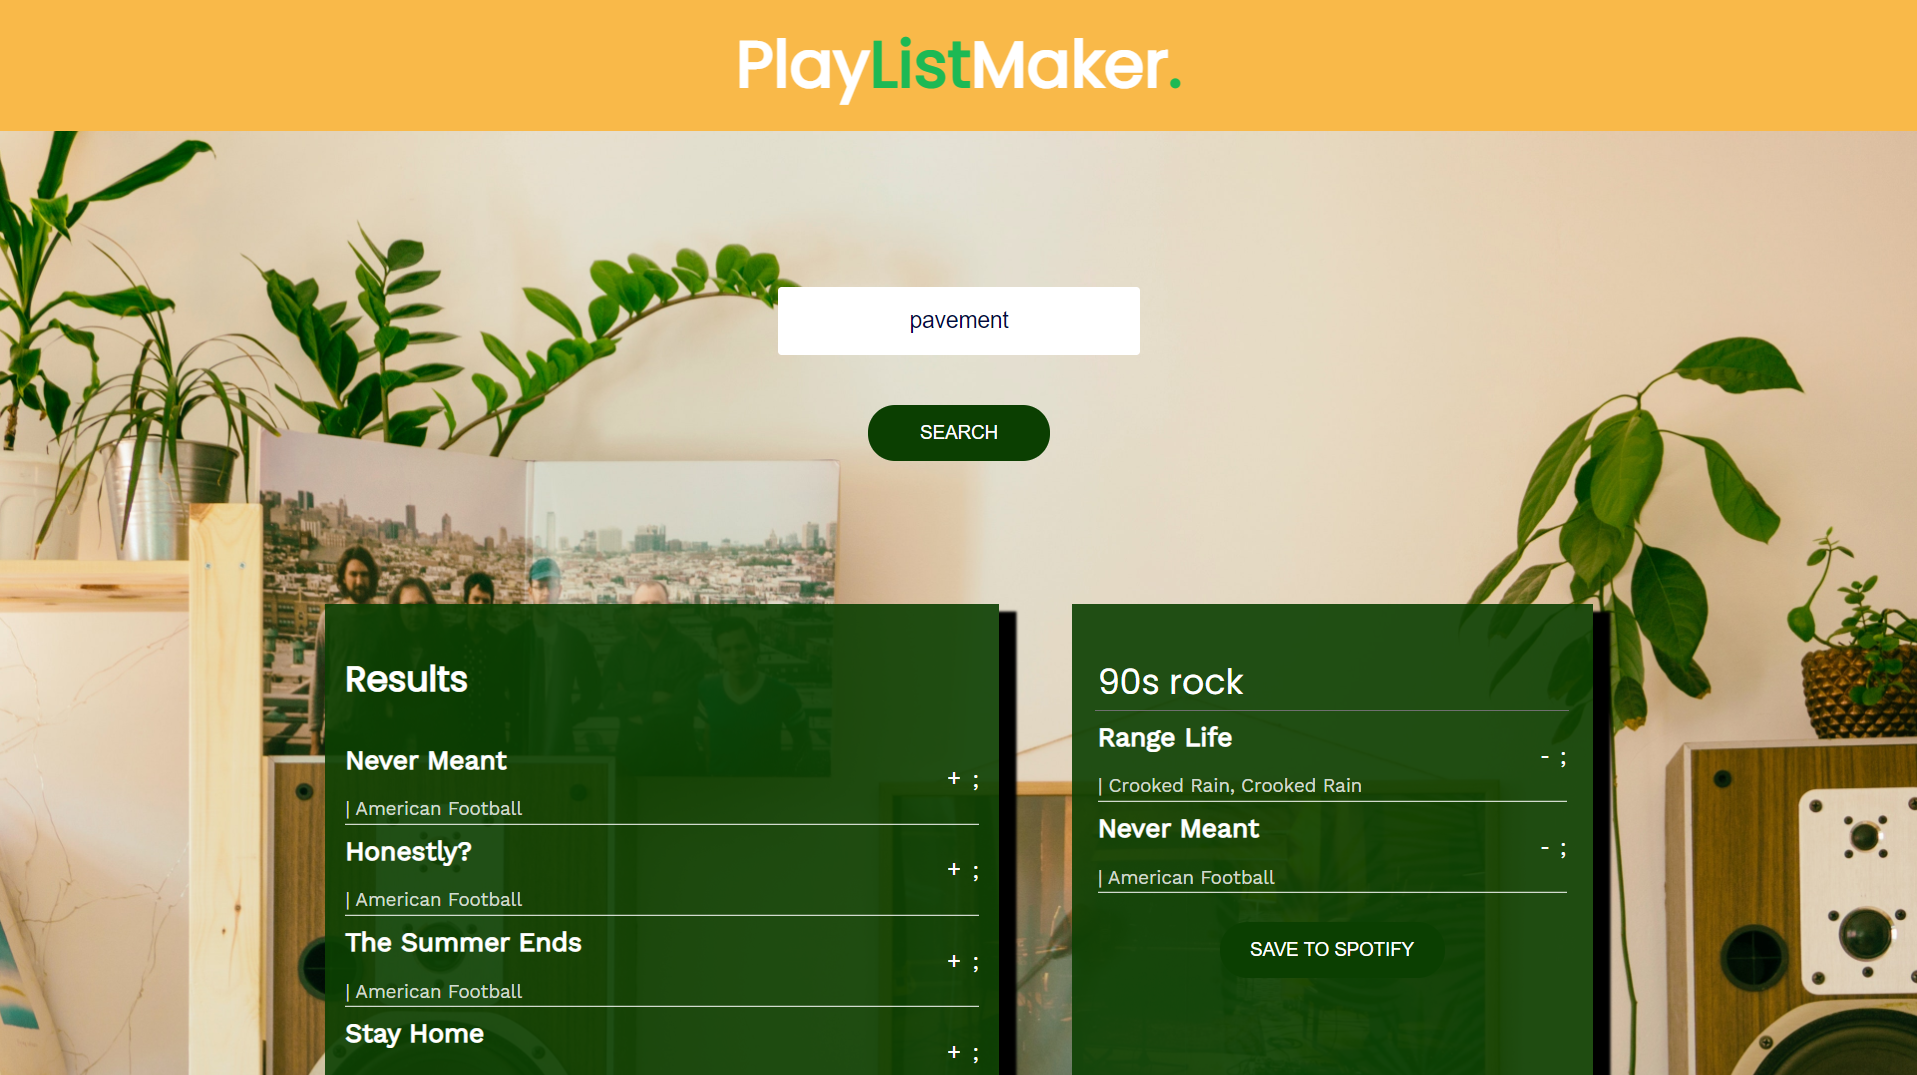 PlayListMaker.
pavement
SEARCH
Results
Never Meant
+ ;
| American Football
Honestly?
+ ;
| American Football
The Summer Ends
+ ;
| American Football
Stay Home
+ ;
90s rock
Range Life
- ;
| Crooked Rain, Crooked Rain
Never Meant
- ;
| American Football
SAVE TO SPOTIFY